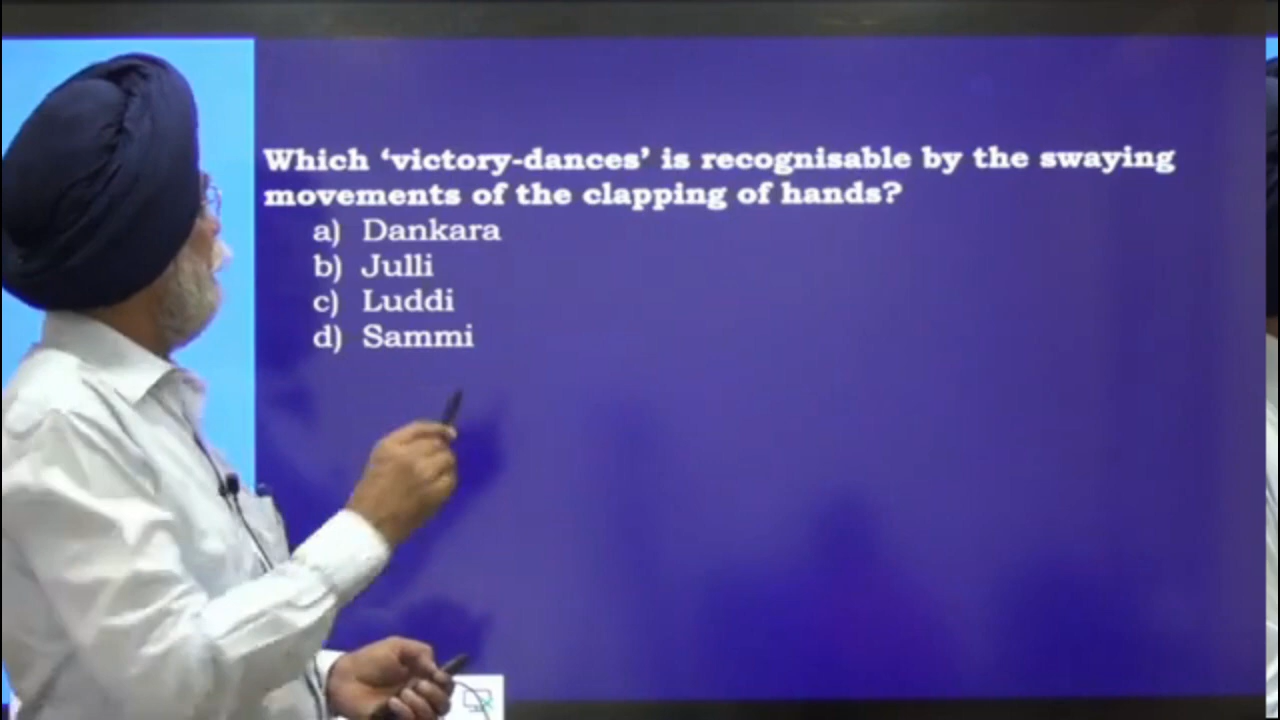 Which ‘victory-dances’ is recognisable by the swaying
movements of the clapping of hands?
a) Dankara
b) Julli
c) Luddi
d) Sammi